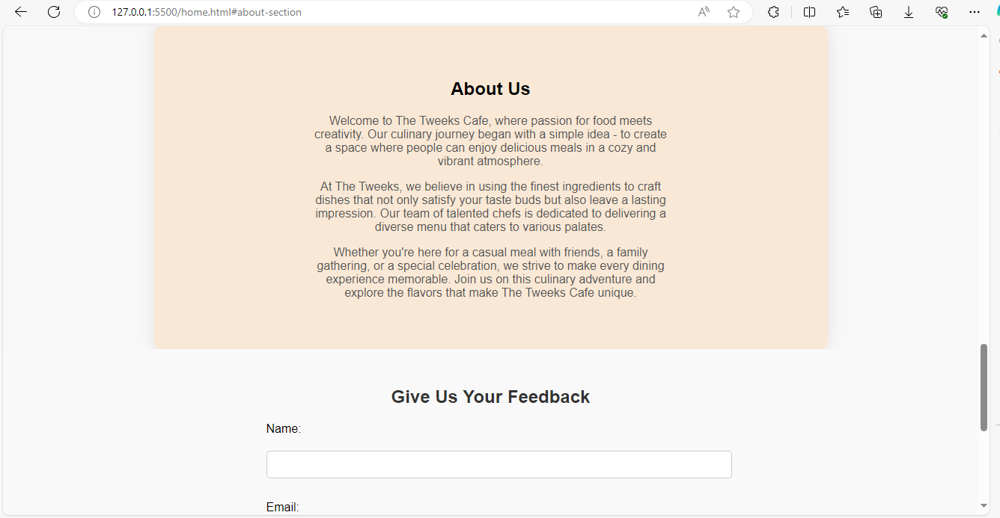 127.0.0.1:5500/home.html#about-section
About Us
Welcome to The Tweeks Cafe, where passion for food meets
creativity. Our culinary journey began with a simple idea - to create
a space where people can enjoy delicious meals in a cozy and
vibrant atmosphere.
At The Tweeks, we believe in using the finest ingredients to craft
dishes that not only satisfy your taste buds but also leave a lasting
impression. Our team of talented chefs is dedicated to delivering a
diverse menu that caters to various palates.
Whether you're here for a casual meal with friends, a family
gathering, or a special celebration, we strive to make every dining
experience memorable. Join us on this culinary adventure and
explore the flavors that make The Tweeks Cafe unique.
Give Us Your Feedback
Name:
Email: